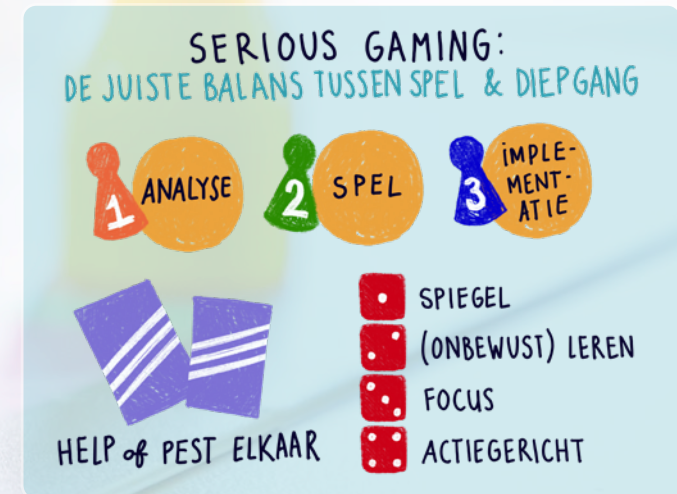 SERIOUS GAMING:
DE JUISTE BALANS TUSSEN SPEL & DIEPGANG
1 ANALYSE
2 SPEL
3 iMPLE-
MENT-
ATIE
HELP of PEST ELKAAR
SPIEGEL
(ONBEWUST) LEREN
FOCUS
ACTIEGERICHT